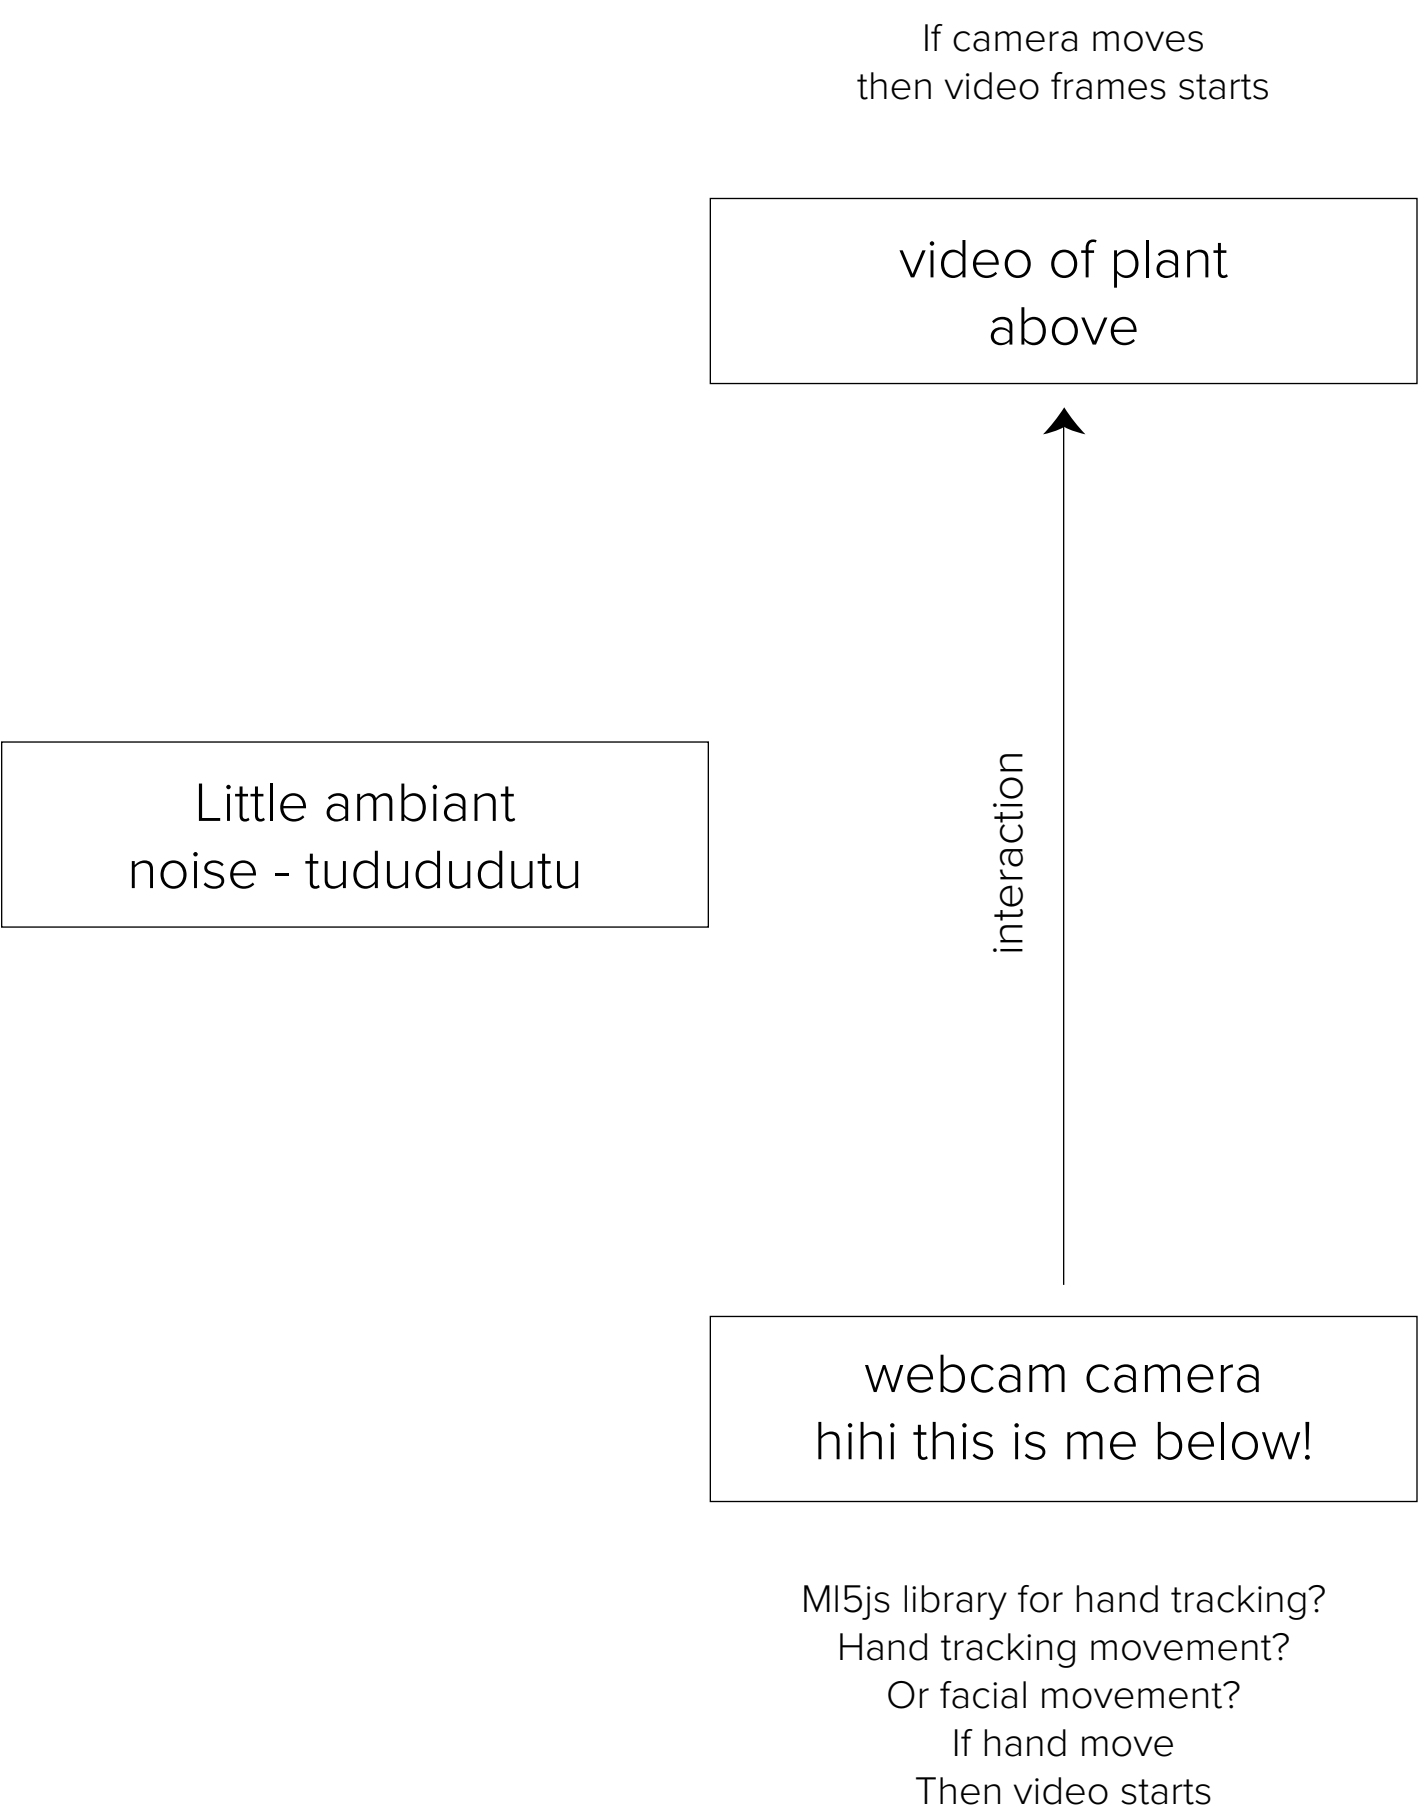 If camera moves
then video frames starts
video of plant
above
Little ambiant
noise - tudududutu
interaction
webcam camera
hihi this is me below!
Ml5js library for hand tracking?
Hand tracking movement?
Or facial movement?
If hand move
Then video starts